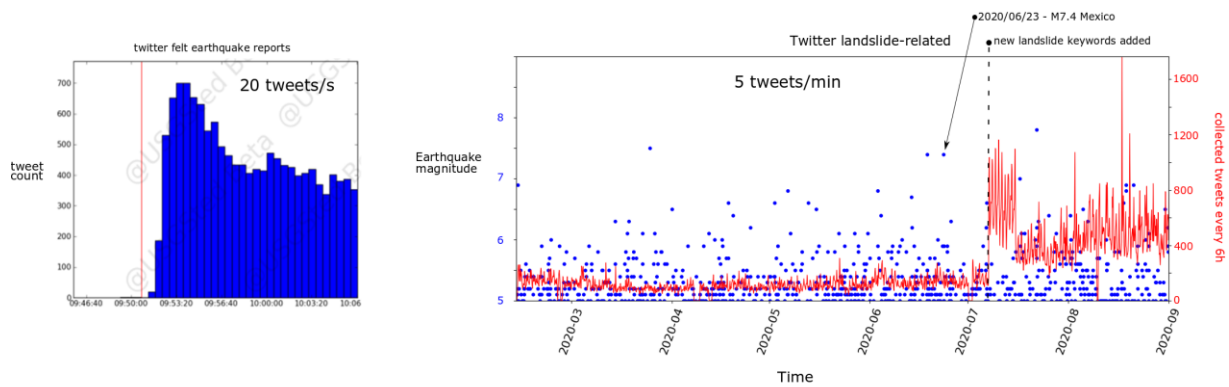 twitter felt earthquake reports
20 tweets/s
700
600
500
400
300
200
100
0
tweet
count
09:46:40
09:50:00
09:53:20
09:56:40
10:00:00
10:03:20
10:06
2020/06/23 - M7.4 Mexico
Twitter landslide-related
new landslide keywords added
5 tweets/min
Earthquake
magnitude
8
7
6
5
1600
1200
800
400
0
collected tweets every 6h
2020-03
2020-04
2020-05
2020-06
2020-07
2020-08
2020-09
Time